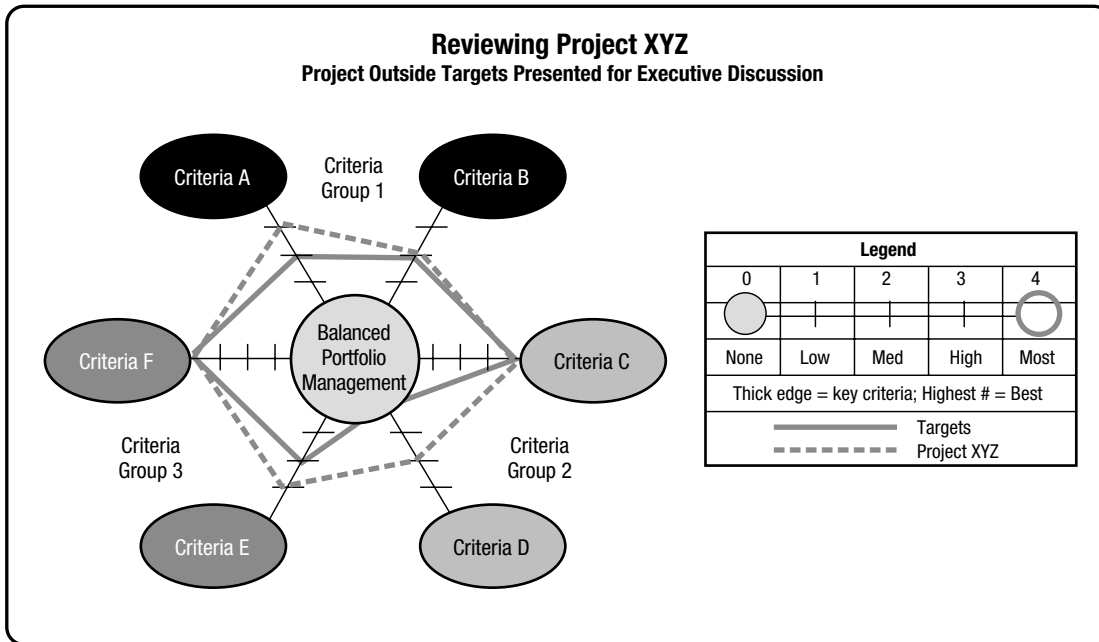 Reviewing Project XYZ
Project Outside Targets Presented for Executive Discussion
Criteria A
Criteria
Group 1
Criteria B
Criteria F
Balanced
Portfolio
Management
Criteria C
Criteria
Group 3
Criteria
Group 2
Criteria E
Criteria D
Legend
0 1 2 3 4
None Low Med High Most
Thick edge = key criteria; Highest # = Best
Targets
Project XYZ